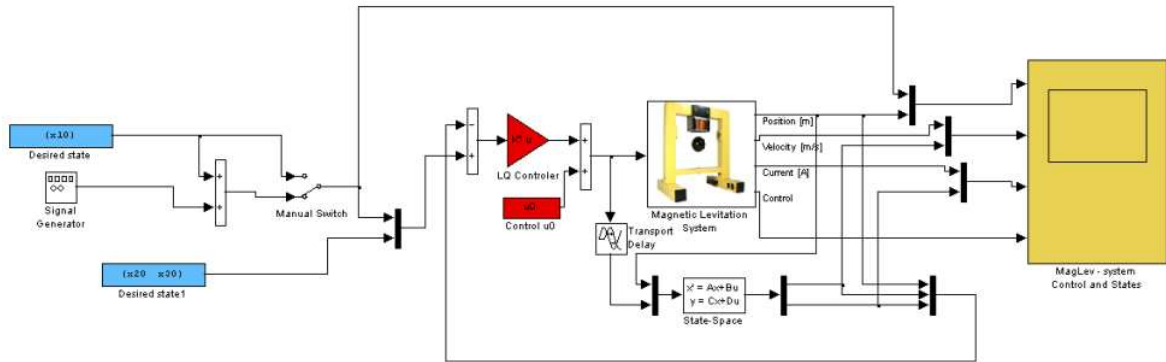 (x10)
Desired state
Signal
Generator
+
+
Manual Switch
(x20 x30)
Desired state1
−
+
K* u
LQ Controler
+
+
u0
Control u0
Transport
Delay
Position [m]
Velocity [m/s]
Current [A]
Control
Magnetic Levitation
System
x' = Ax+Bu
y = Cx+Du
State-Space
MagLev - system
Control and States